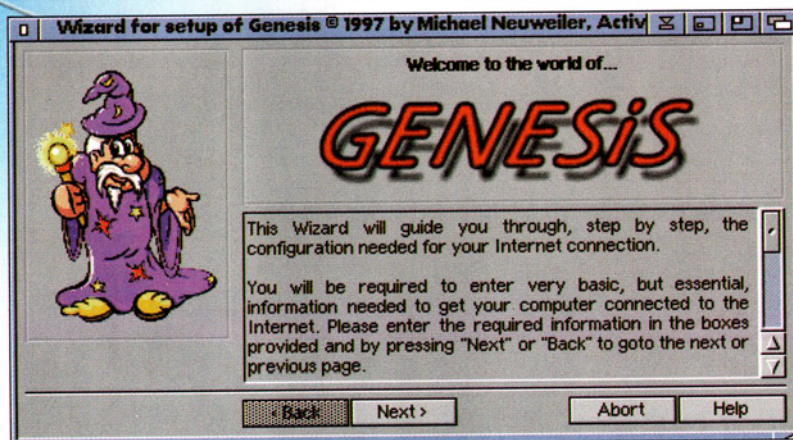 Wizard for setup of Genesis © 1997 by Michael Neuweiler, Activ
Welcome to the world of...
GENESiS
This Wizard will guide you through, step by step, the
configuration needed for your Internet connection.
You will be required to enter very basic, but essential,
information needed to get your computer connected to the
Internet. Please enter the required information in the boxes
provided and by pressing "Next" or "Back" to goto the next or
previous page.
‹ Back
Next ›
Abort
Help